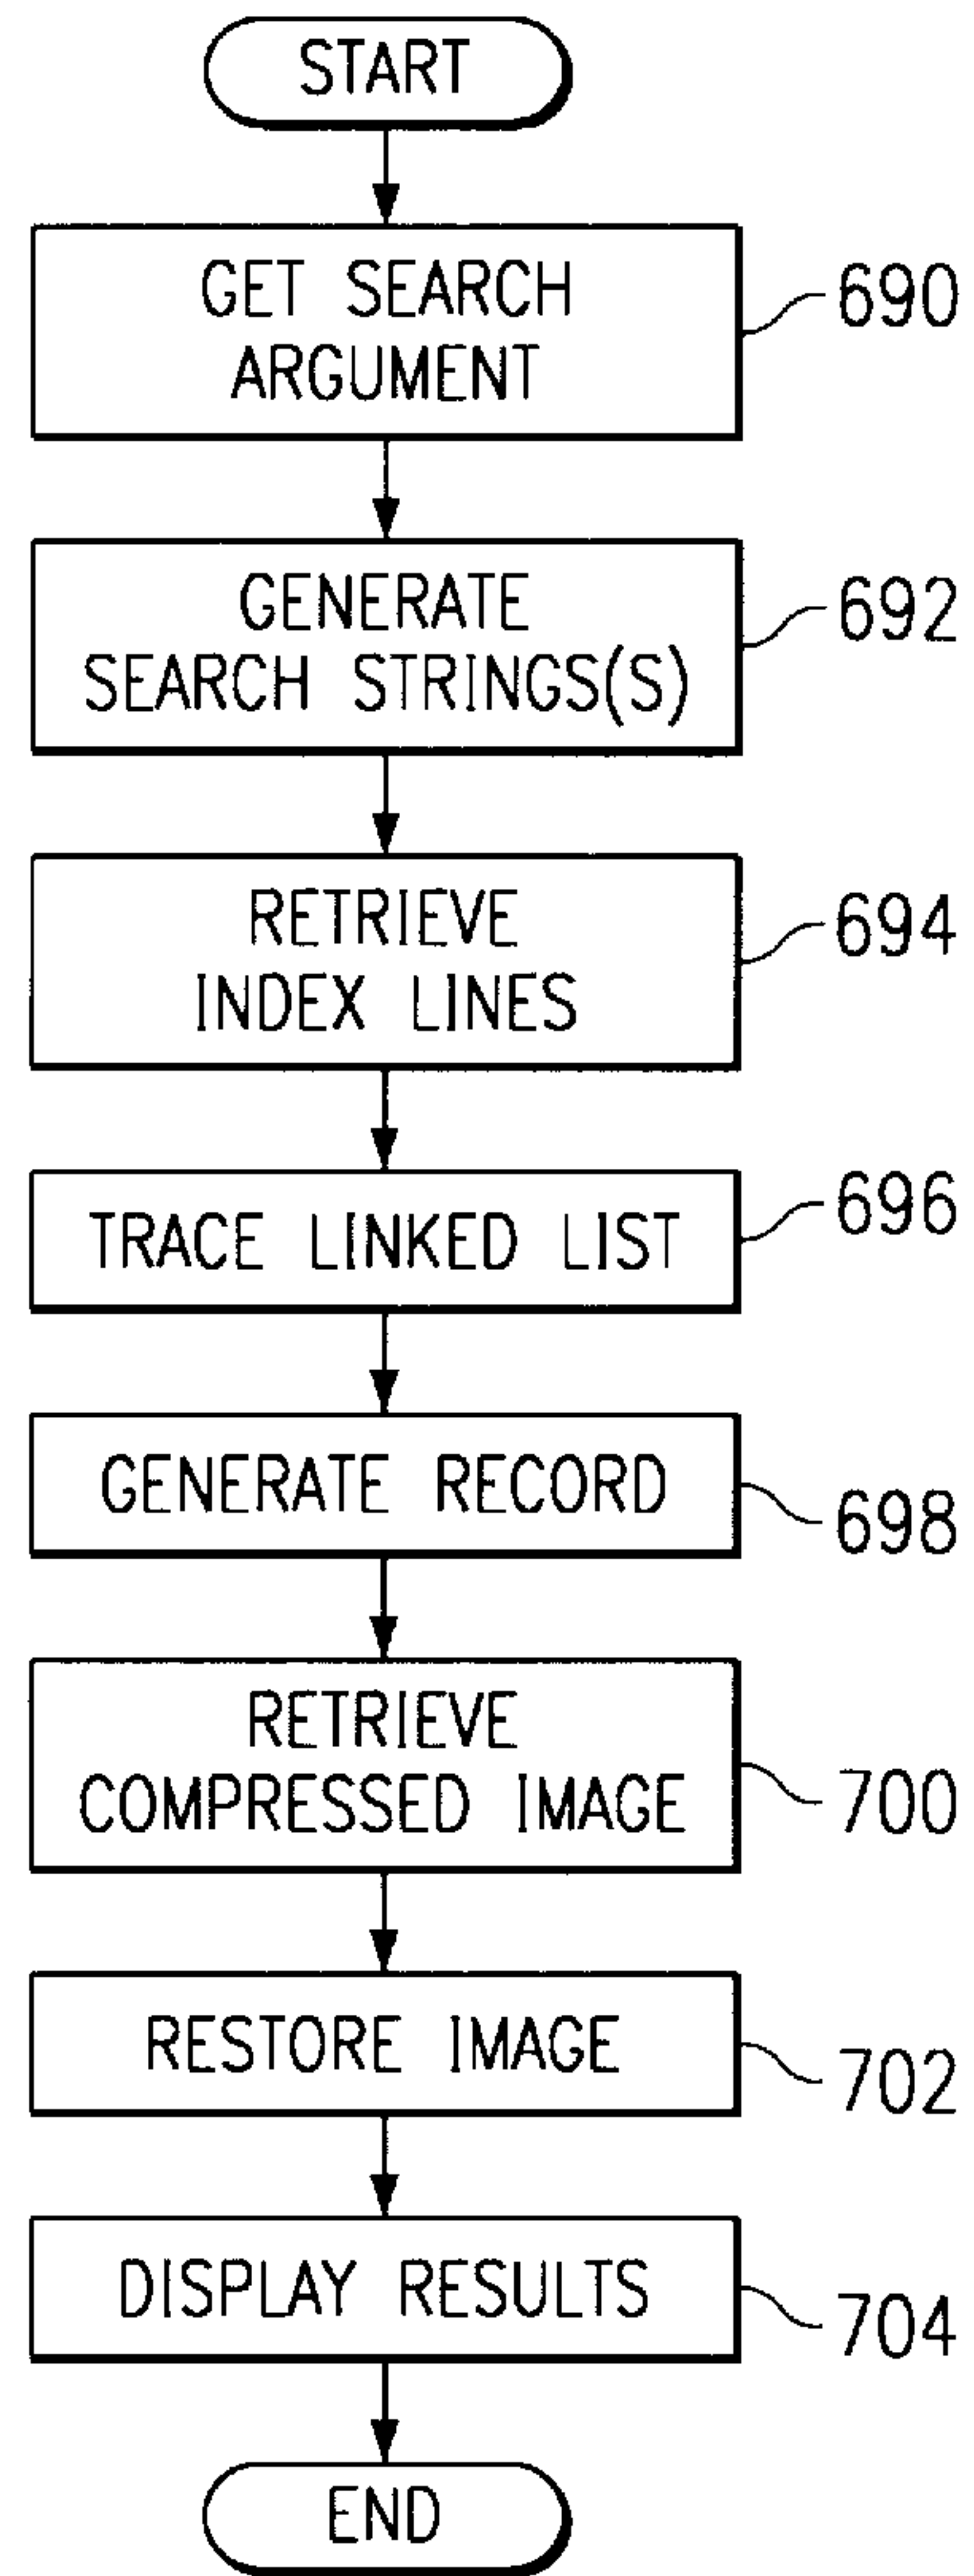 START
GET SEARCH
ARGUMENT
690
GENERATE
SEARCH STRINGS(S)
692
RETRIEVE
INDEX LINES
694
TRACE LINKED LIST
696
GENERATE RECORD
698
RETRIEVE
COMPRESSED IMAGE
700
RESTORE IMAGE
702
DISPLAY RESULTS
704
END